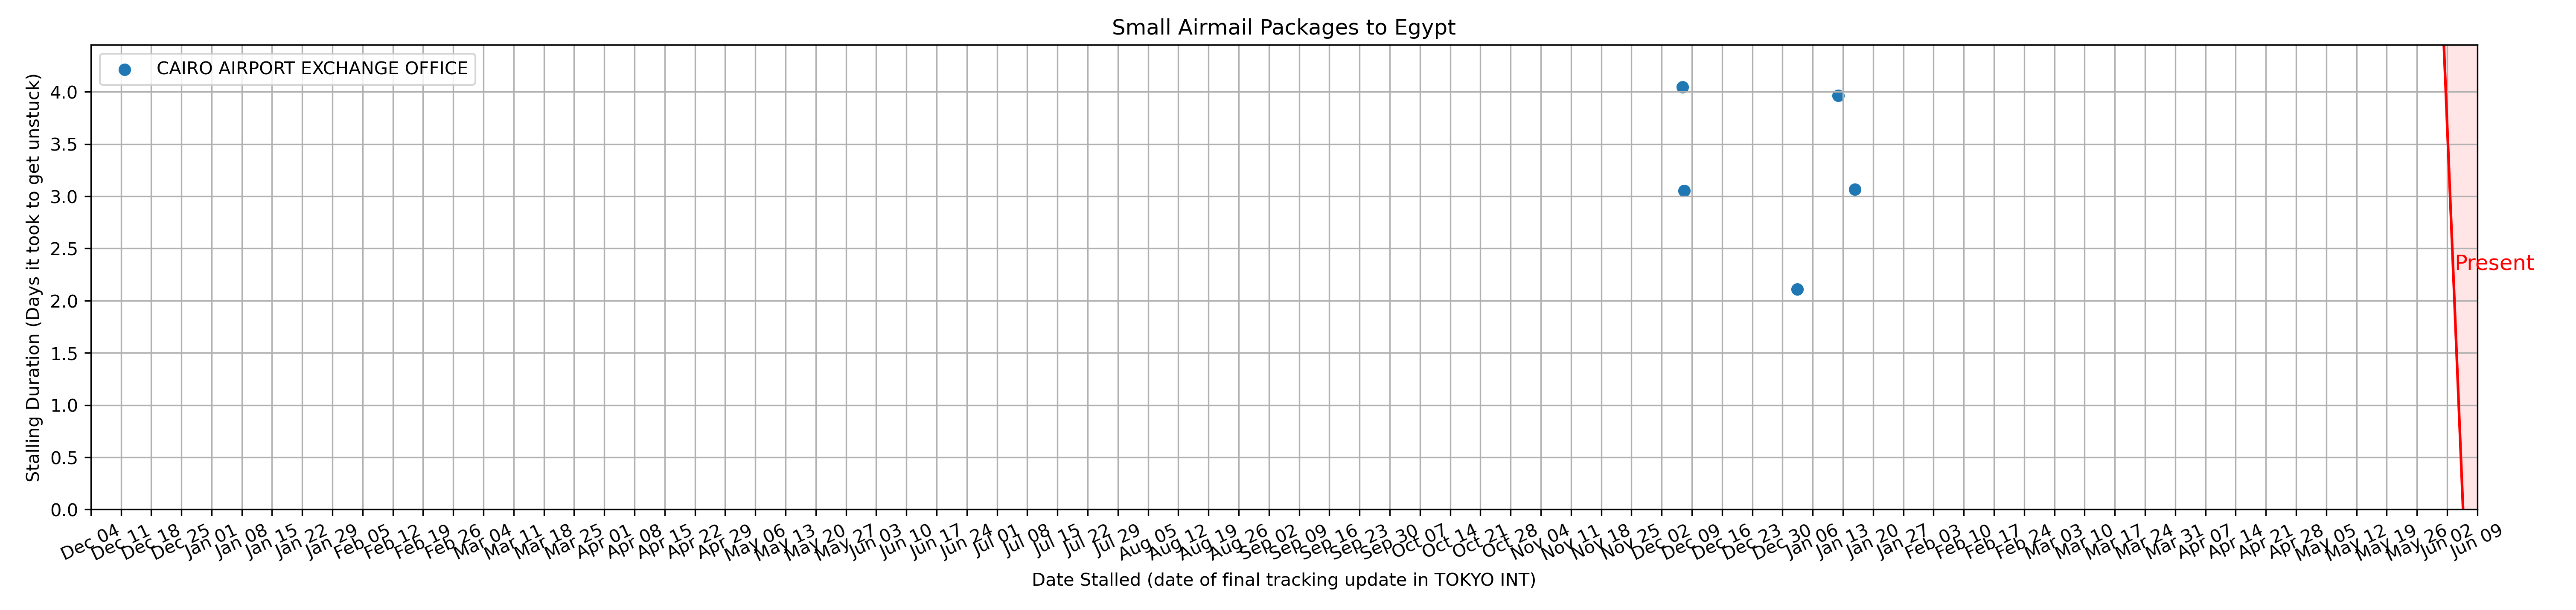 Small Airmail Packages to Egypt
CAIRO AIRPORT EXCHANGE OFFICE
Stalling Duration (Days it took to get unstuck)
4.0
3.5
3.0
2.5
2.0
1.5
1.0
0.5
0.0
Present
Dec 04
Dec 11
Dec 18
Dec 25
Jan 01
Jan 08
Jan 15
Jan 22
Jan 29
Feb 05
Feb 12
Feb 19
Feb 26
Mar 04
Mar 11
Mar 18
Mar 25
Apr 01
Apr 08
Apr 15
Apr 22
Apr 29
May 06
May 13
May 20
May 27
Jun 03
Jun 10
Jun 17
Jun 24
Jul 01
Jul 08
Jul 15
Jul 22
Jul 29
Aug 05
Aug 12
Aug 19
Aug 26
Sep 02
Sep 09
Sep 16
Sep 23
Sep 30
Oct 07
Oct 14
Oct 21
Oct 28
Nov 04
Nov 11
Nov 18
Nov 25
Dec 02
Dec 09
Dec 16
Dec 23
Dec 30
Jan 06
Jan 13
Jan 20
Jan 27
Feb 03
Feb 10
Feb 17
Feb 24
Mar 03
Mar 10
Mar 17
Mar 24
Mar 31
Apr 07
Apr 14
Apr 21
Apr 28
May 05
May 12
May 19
May 26
Jun 02
Jun 09
Date Stalled (date of final tracking update in TOKYO INT)